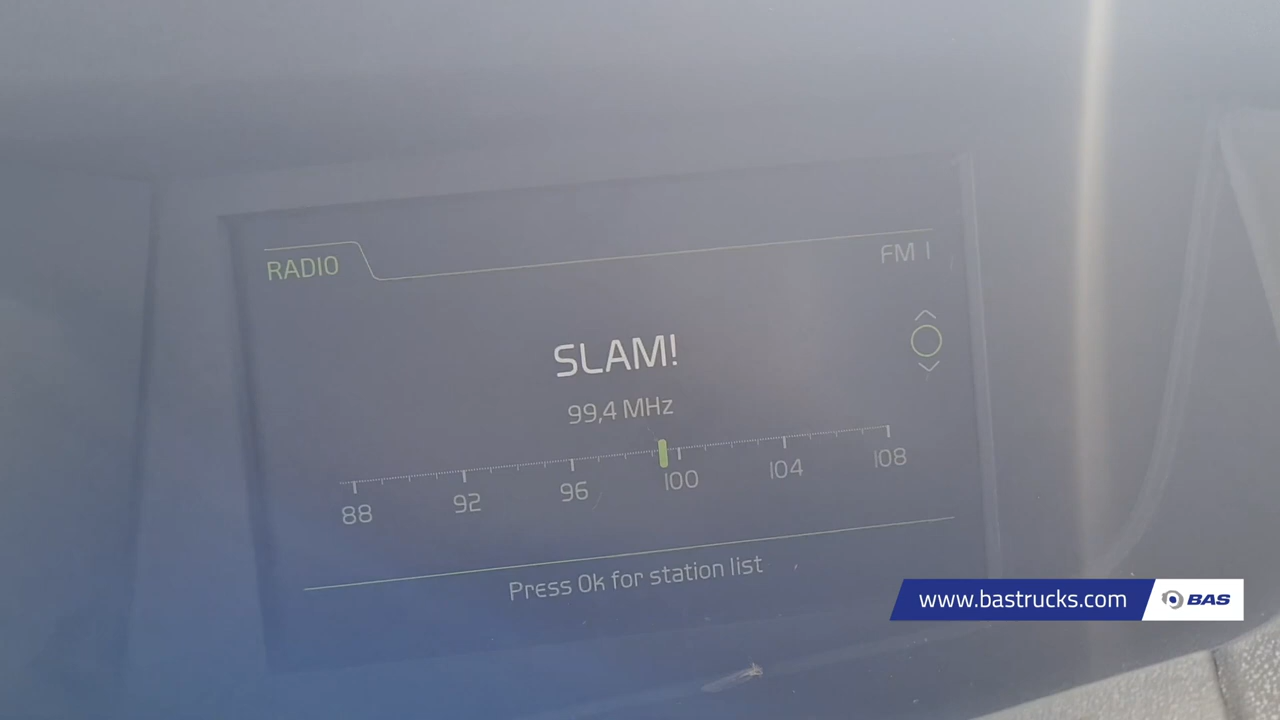 RADIO
FM 1
SLAM!
99,4 MHz
88 92 96 100 104 108
Press Ok for station list
www.bastrucks.com
BAS